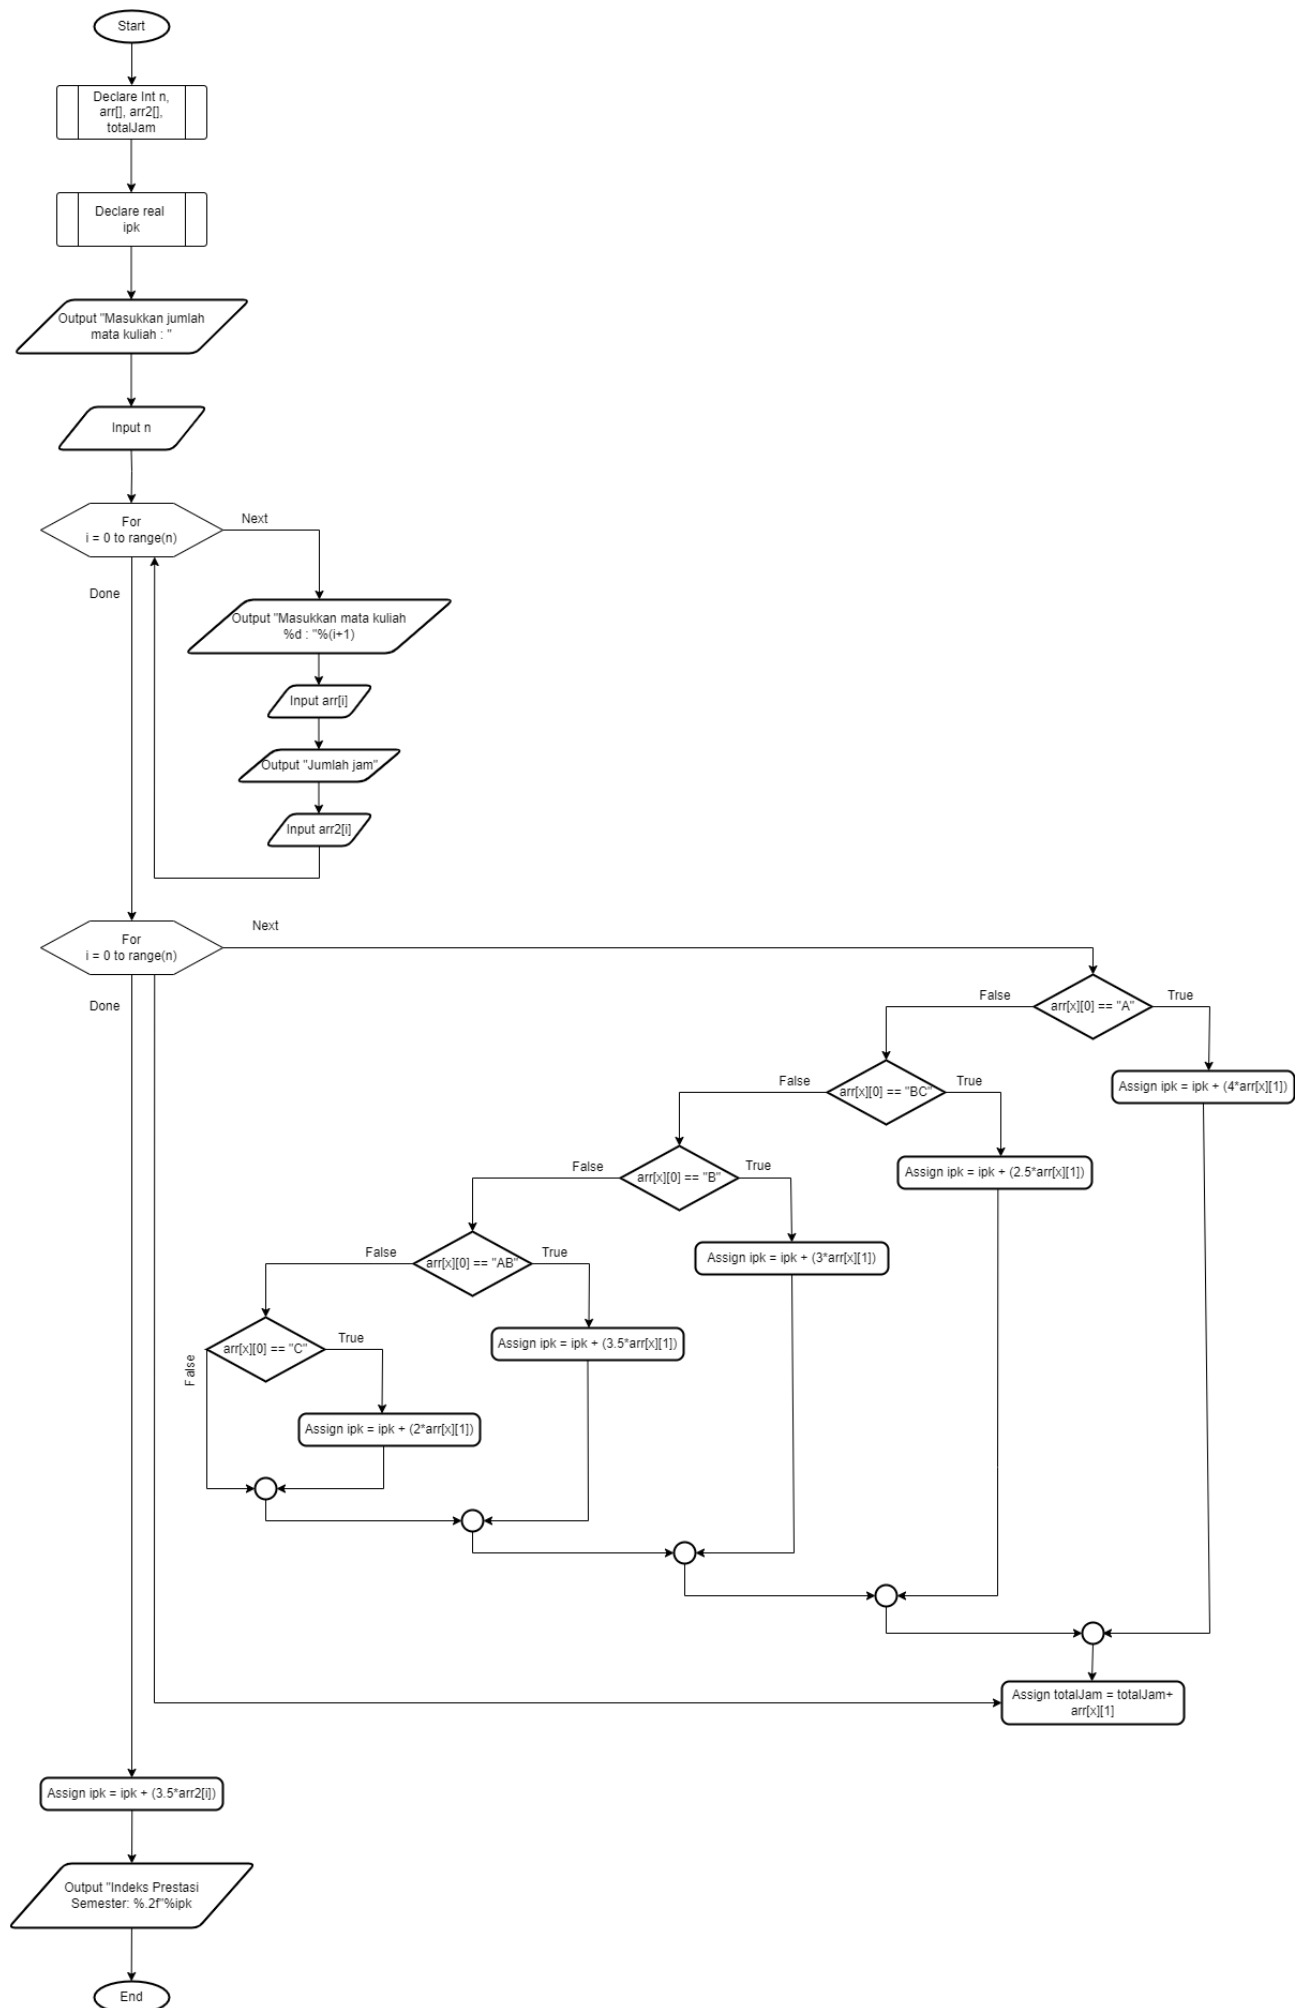 Start
Declare Int n,
arr[], arr2[],
totalJam
Declare real
ipk
Output "Masukkan jumlah
mata kuliah : "
Input n
For
i = 0 to range(n)
Next
Done
Output "Masukkan mata kuliah
%d : "%(i+1)
Input arr[i]
Output "Jumlah jam"
Input arr2[i]
For
i = 0 to range(n)
Next
Done
arr[x][0] == "A"
False
True
Assign ipk = ipk + (4*arr[x][1])
arr[x][0] == "BC"
False
True
Assign ipk = ipk + (2.5*arr[x][1])
arr[x][0] == "B"
False
True
Assign ipk = ipk + (3*arr[x][1])
arr[x][0] == "AB"
False
True
Assign ipk = ipk + (3.5*arr[x][1])
arr[x][0] == "C"
False
True
Assign ipk = ipk + (2*arr[x][1])
Assign totalJam = totalJam+
arr[x][1]
Assign ipk = ipk + (3.5*arr2[i])
Output "Indeks Prestasi
Semester: %.2f"%ipk
End